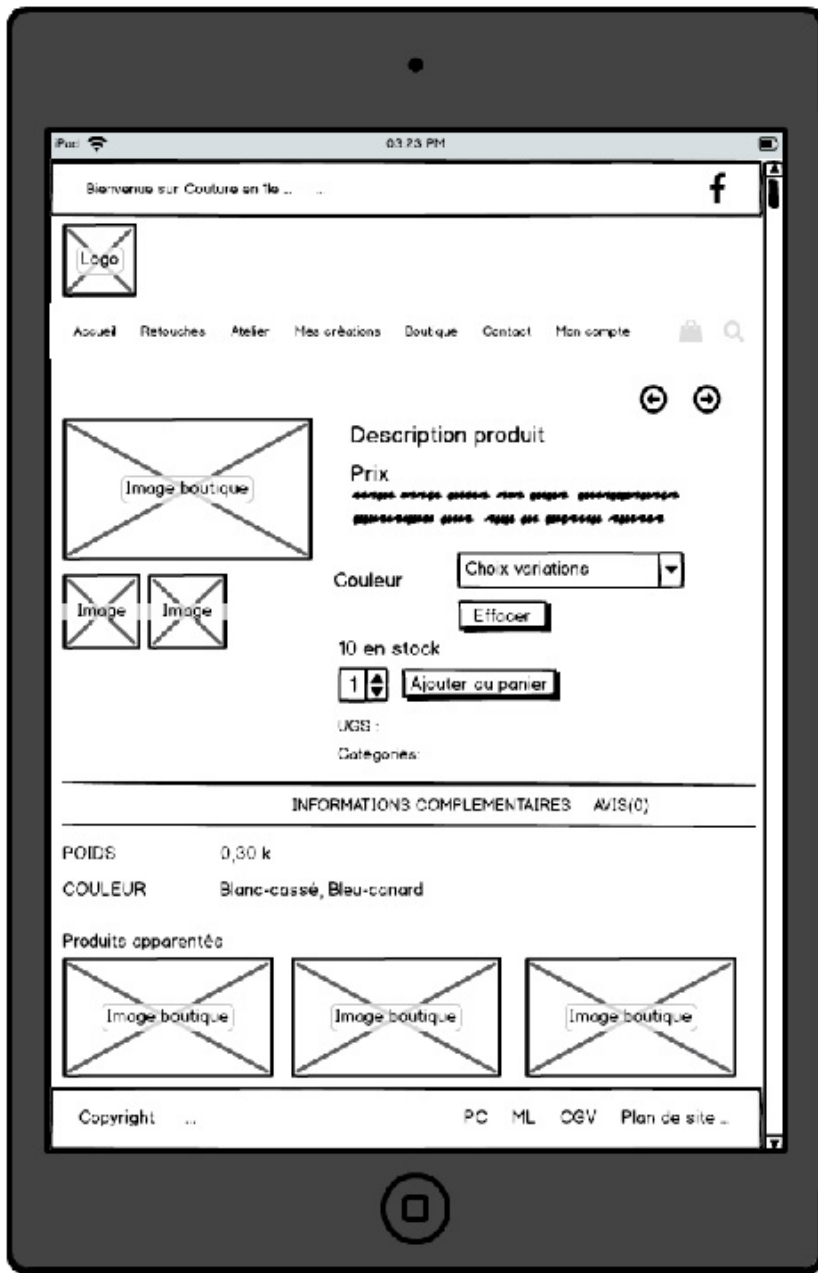 iPad
03:23 PM
Bienvenue sur Couture en île ... ...
f
Logo
Accueil Retouches Atelier Mes créations Boutique Contact Mon compte
Description produit
Image boutique
Prix
Couleur Choix variations
Image Image
Effacer
10 en stock
1 Ajouter au panier
UGS :
Catégories:
INFORMATIONS COMPLEMENTAIRES AVIS(0)
POIDS 0,30 k
COULEUR Blanc-cassé, Bleu-canard
Produits apparentés
Image boutique Image boutique Image boutique
Copyright ... PC ML CGV Plan de site ...